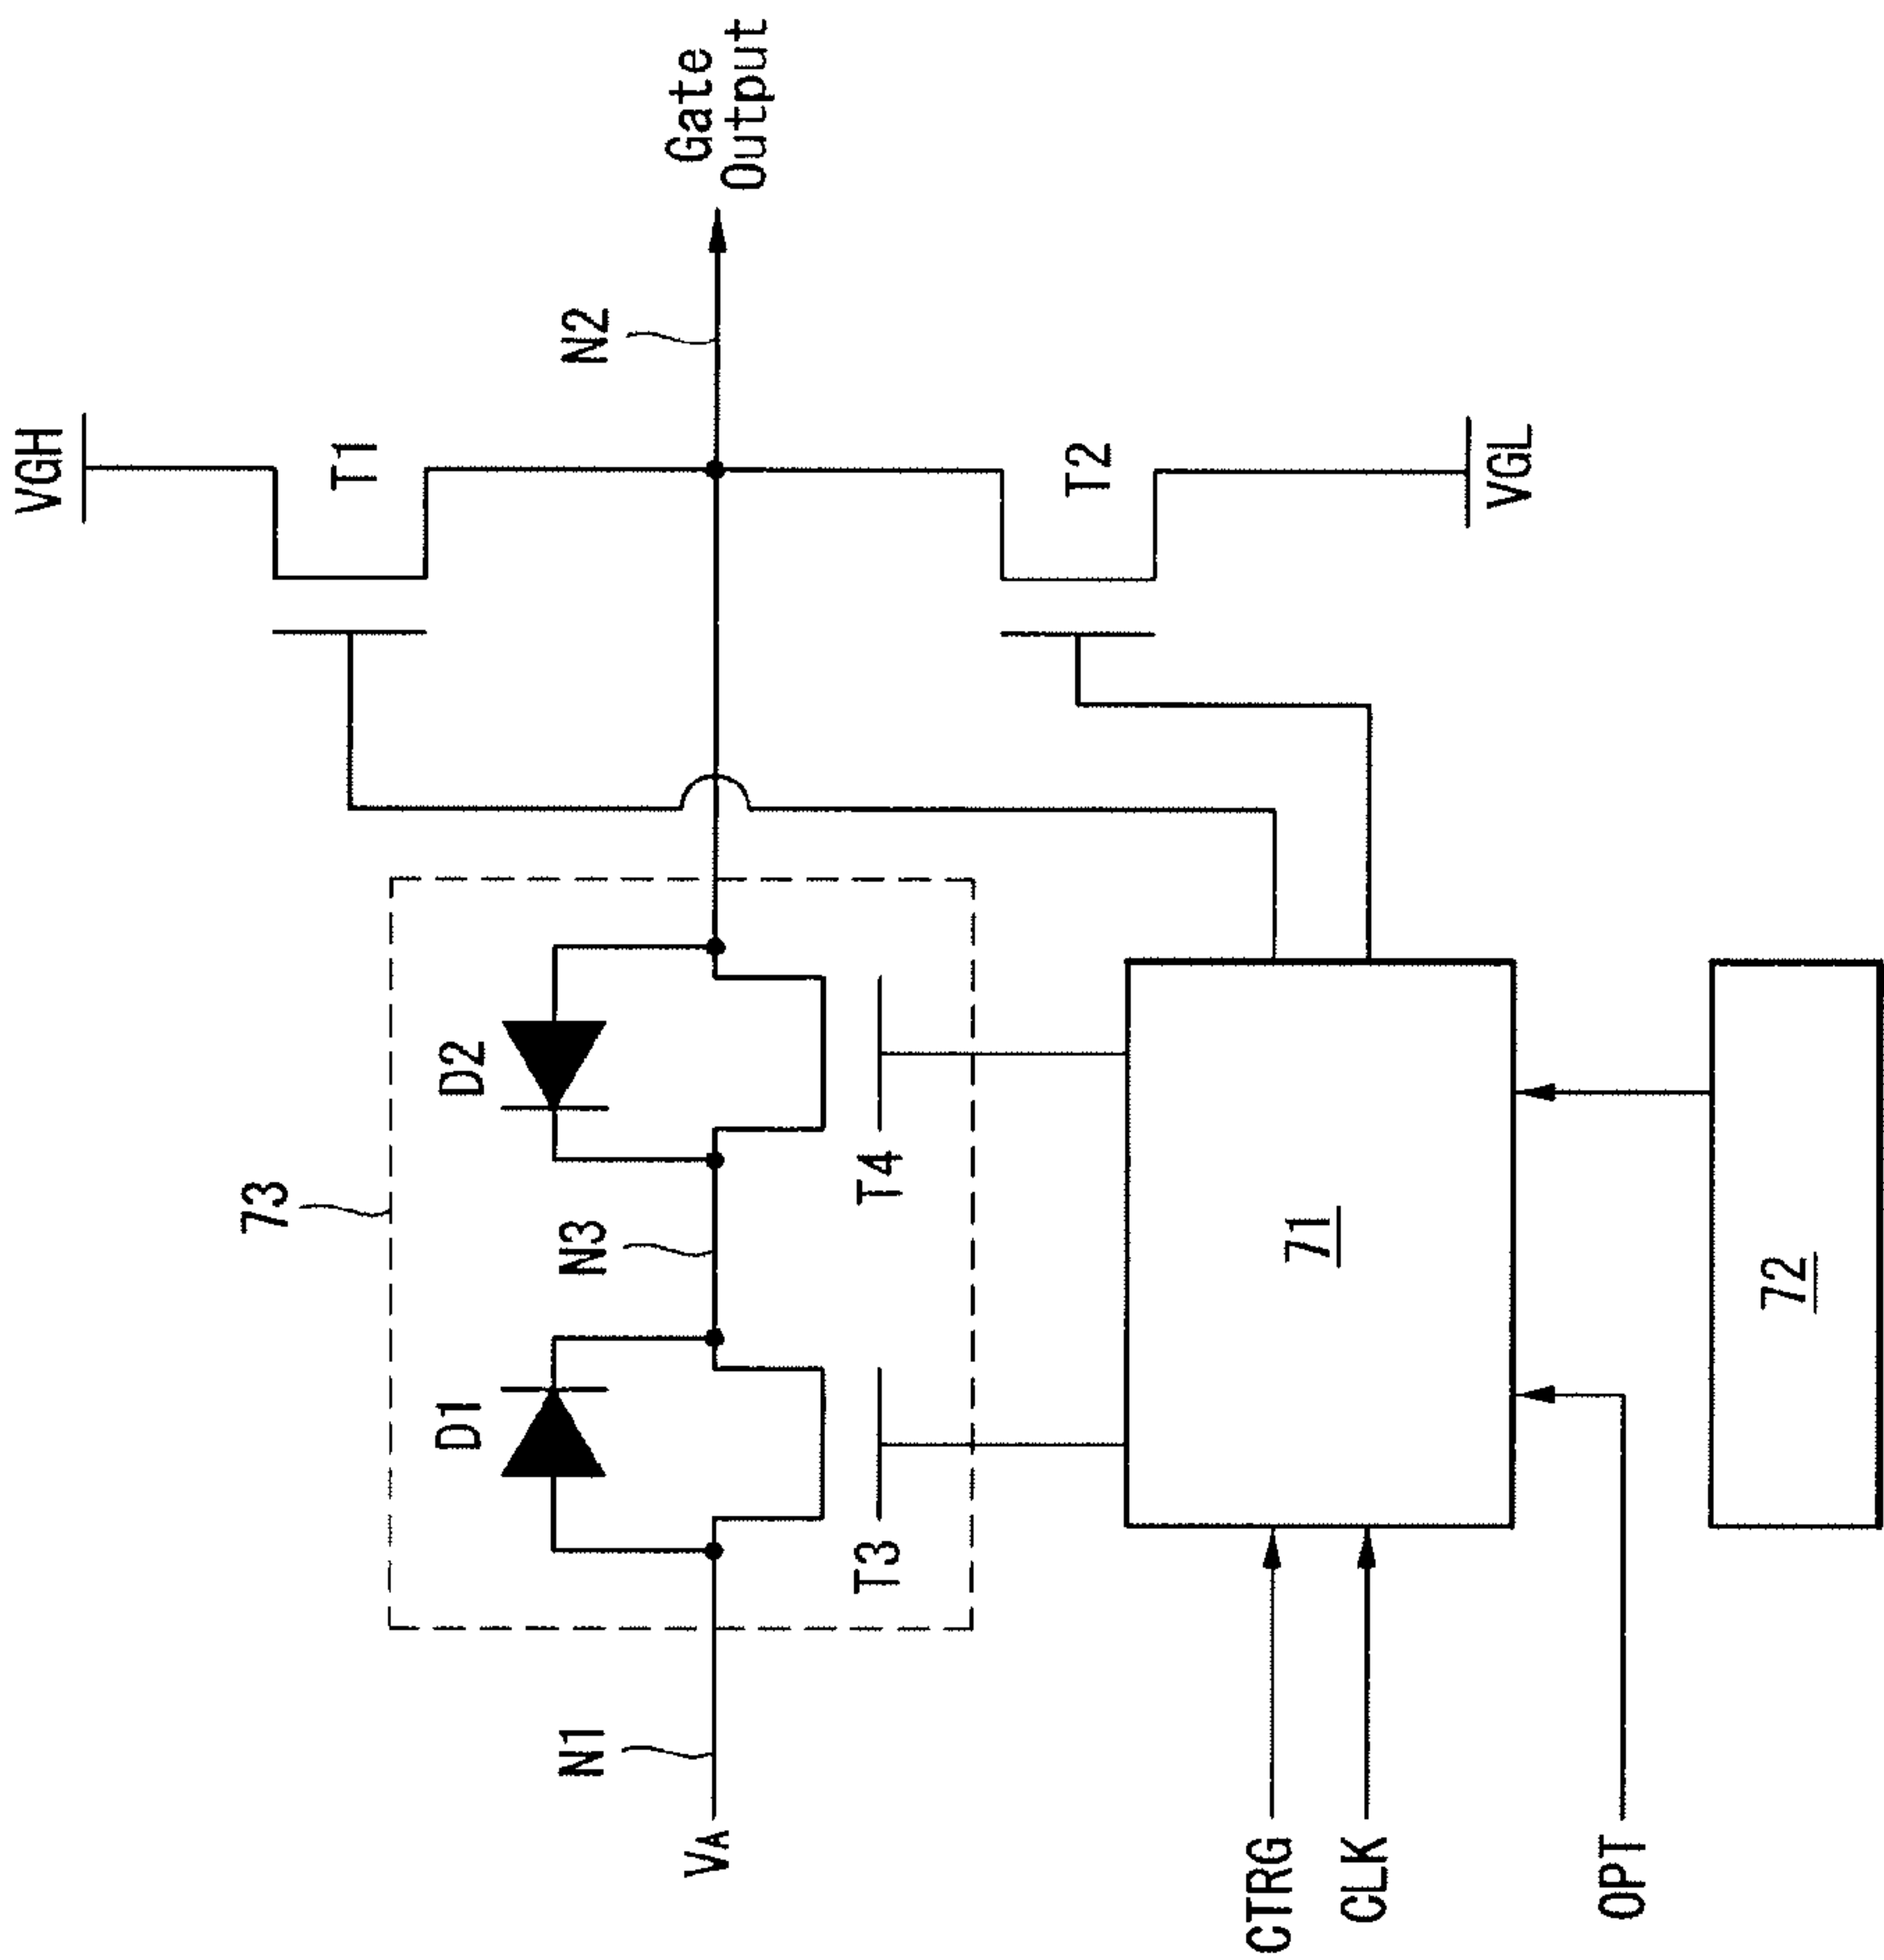 VGH
T1
N2
Gate
Output
73
D1
D2
N1
N3
VA
T3
T4
T2
VGL
CTRG
CLK
71
OPT
72